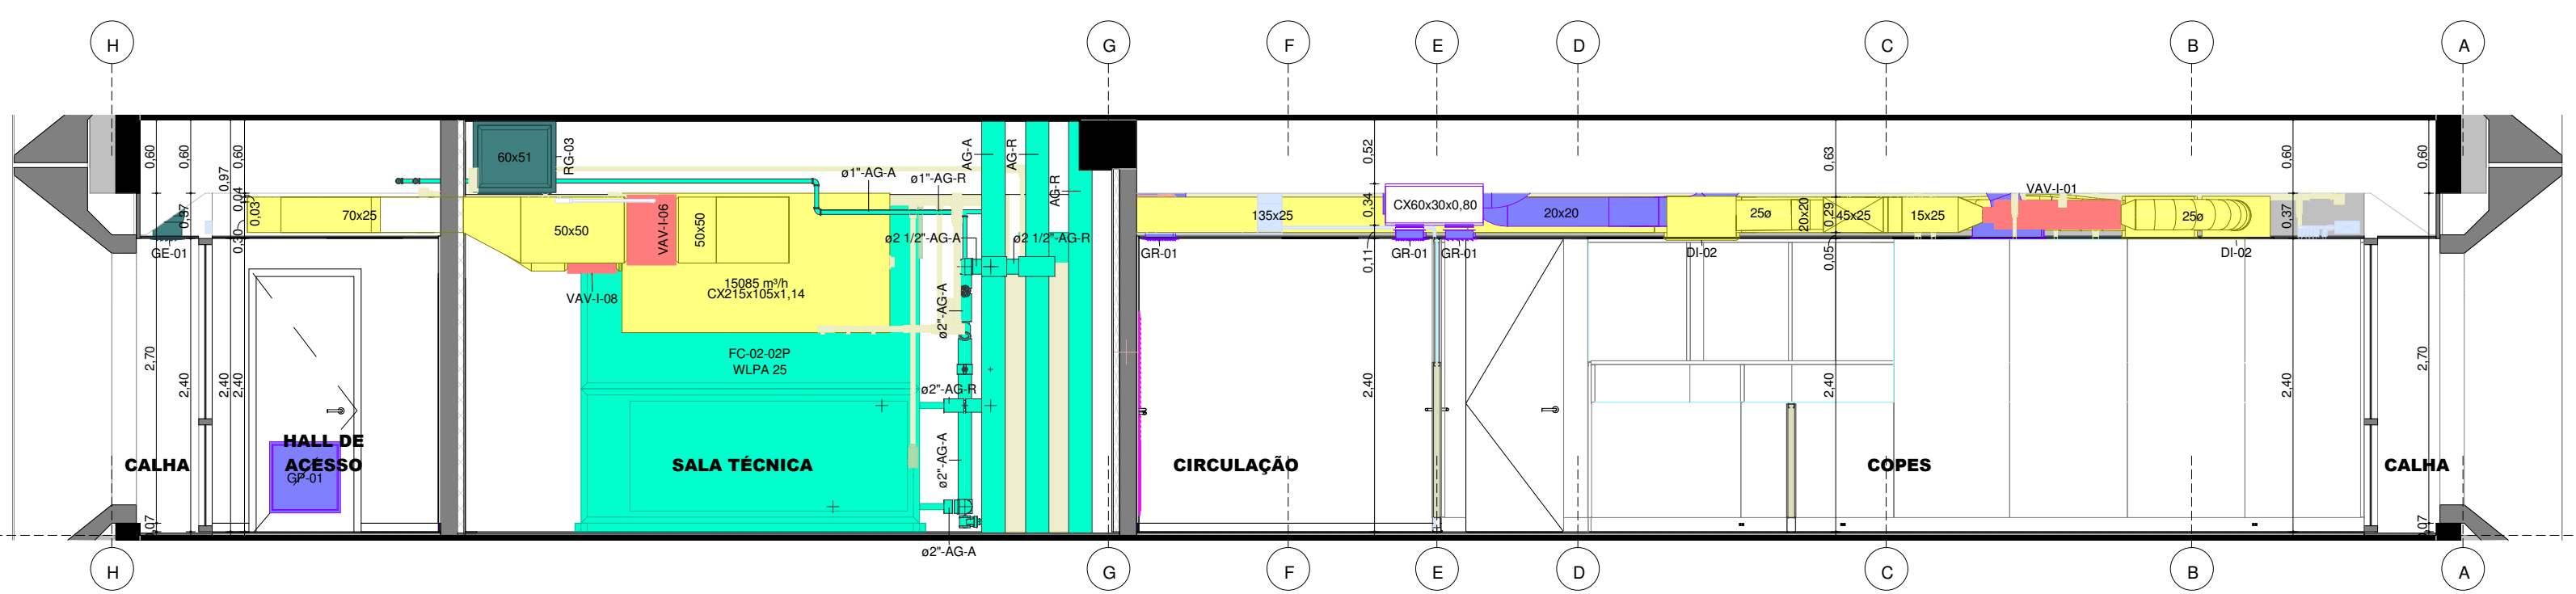 H
G
F
E
D
C
B
A
0,60
0,60
0,97
0,60
0,04
0,03
0,37
0,30
GE-01
70x25
60x51
RG-03
50x50
VAV-I-06
50x50
VAV-I-08
15085 m³/h
CX215x105x1,14
FC-02-02P
WLPA 25
ø1"-AG-A
ø1"-AG-R
AG-A
AG-R
AG-R
ø2 1/2"-AG-A
ø2 1/2"-AG-R
ø2"-AG-A
ø2"-AG-R
ø2"-AG-A
ø2"-AG-A
0,52
0,34
0,11
135x25
CX60x30x0,80
20x20
GR-01
GR-01
GR-01
DI-02
25ø
20x20
0,63
0,29
0,05
45x25
15x25
VAV-I-01
25ø
DI-02
0,60
0,37
0,60
2,70
2,40
2,40
2,40
2,40
2,40
2,40
2,70
0,07
0,07
CALHA
HALL DE
ACESSO
GP-01
SALA TÉCNICA
CIRCULAÇÃO
COPES
CALHA
H
G
F
E
D
C
B
A